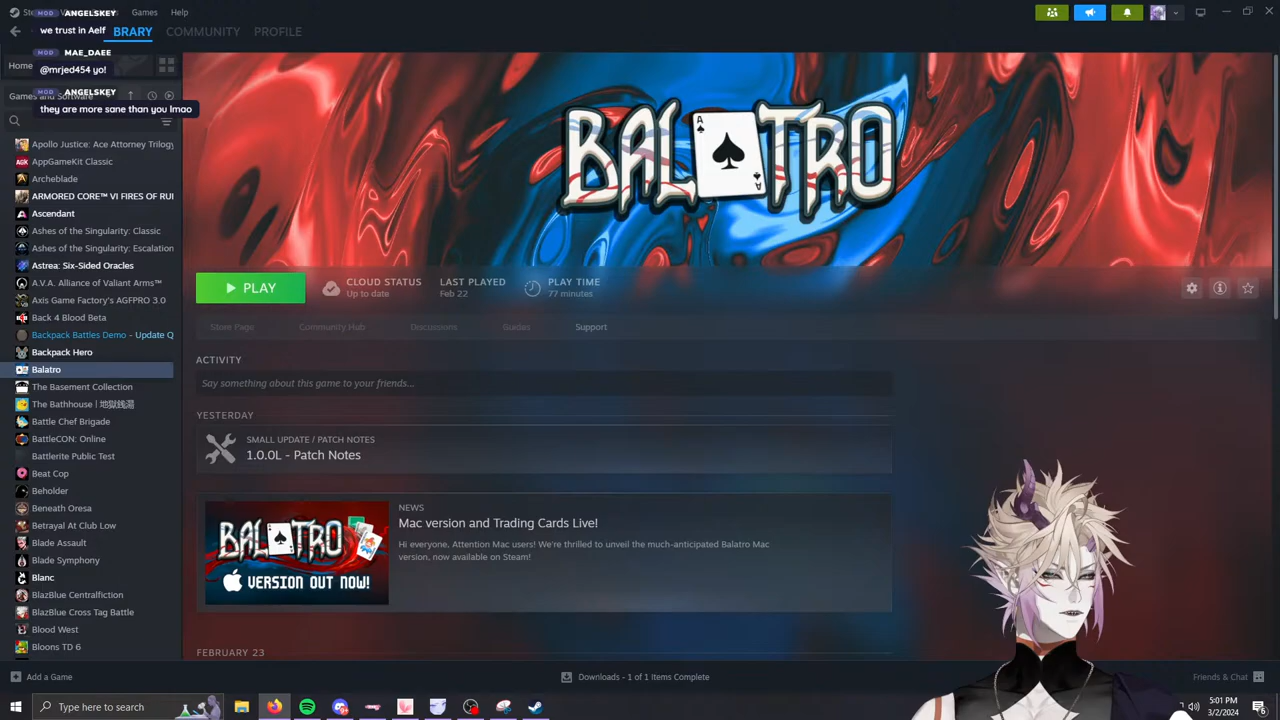 MOD ANGELSKEY
Games Help
we trust in Aelf
BRARY COMMUNITY PROFILE
MOD MAE_DAEE
@mrjed454 yo!
Home
MOD ANGELSKEY
Games and Software
they are more sane than you lmao
Apollo Justice: Ace Attorney Trilogy
AppGameKit Classic
Archeblade
ARMORED CORE™ VI FIRES OF RUI
Ascendant
Ashes of the Singularity: Classic
Ashes of the Singularity: Escalation
Astrea: Six-Sided Oracles
A.V.A. Alliance of Valiant Arms™
Axis Game Factory's AGFPRO 3.0
Back 4 Blood Beta
Backpack Battles Demo - Update Q
Backpack Hero
Balatro
The Basement Collection
The Bathhouse | 地獄銭湯
Battle Chef Brigade
BattleCON: Online
Battlerite Public Test
Beat Cop
Beholder
Beneath Oresa
Betrayal At Club Low
Blade Assault
Blade Symphony
Blanc
BlazBlue Centralfiction
BlazBlue Cross Tag Battle
Blood West
Bloons TD 6
BALATRO
PLAY
CLOUD STATUS
Up to date
LAST PLAYED
Feb 22
PLAY TIME
77 minutes
Store Page Community Hub Discussions Guides Support
ACTIVITY
Say something about this game to your friends...
YESTERDAY
SMALL UPDATE / PATCH NOTES
1.0.0L - Patch Notes
NEWS
Mac version and Trading Cards Live!
Hi everyone, Attention Mac users! We're thrilled to unveil the much-anticipated Balatro Mac
version, now available on Steam!
BALATRO
VERSION OUT NOW!
FEBRUARY 23
Add a Game
Downloads - 1 of 1 Items Complete
Friends & Chat
Type here to search
5:01 PM
3/2/2024